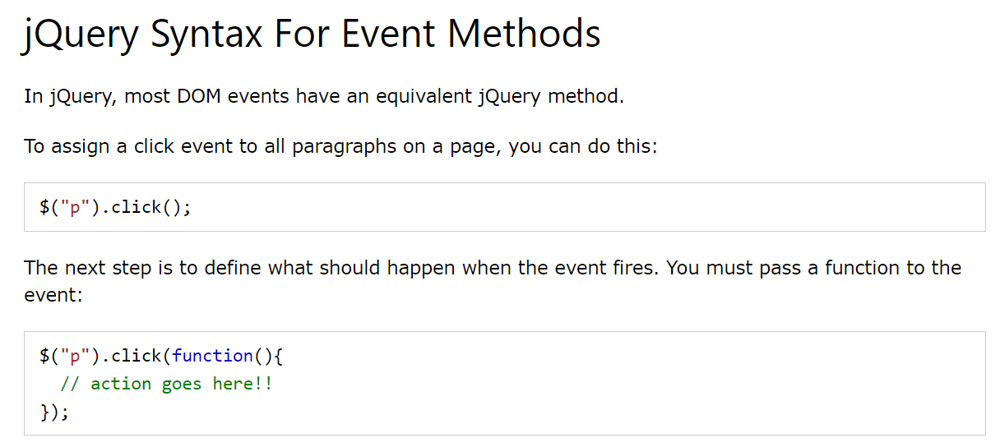 jQuery Syntax For Event Methods
In jQuery, most DOM events have an equivalent jQuery method.
To assign a click event to all paragraphs on a page, you can do this:
$("p").click();
The next step is to define what should happen when the event fires. You must pass a function to the
event:
$("p").click(function(){
  // action goes here!!
});